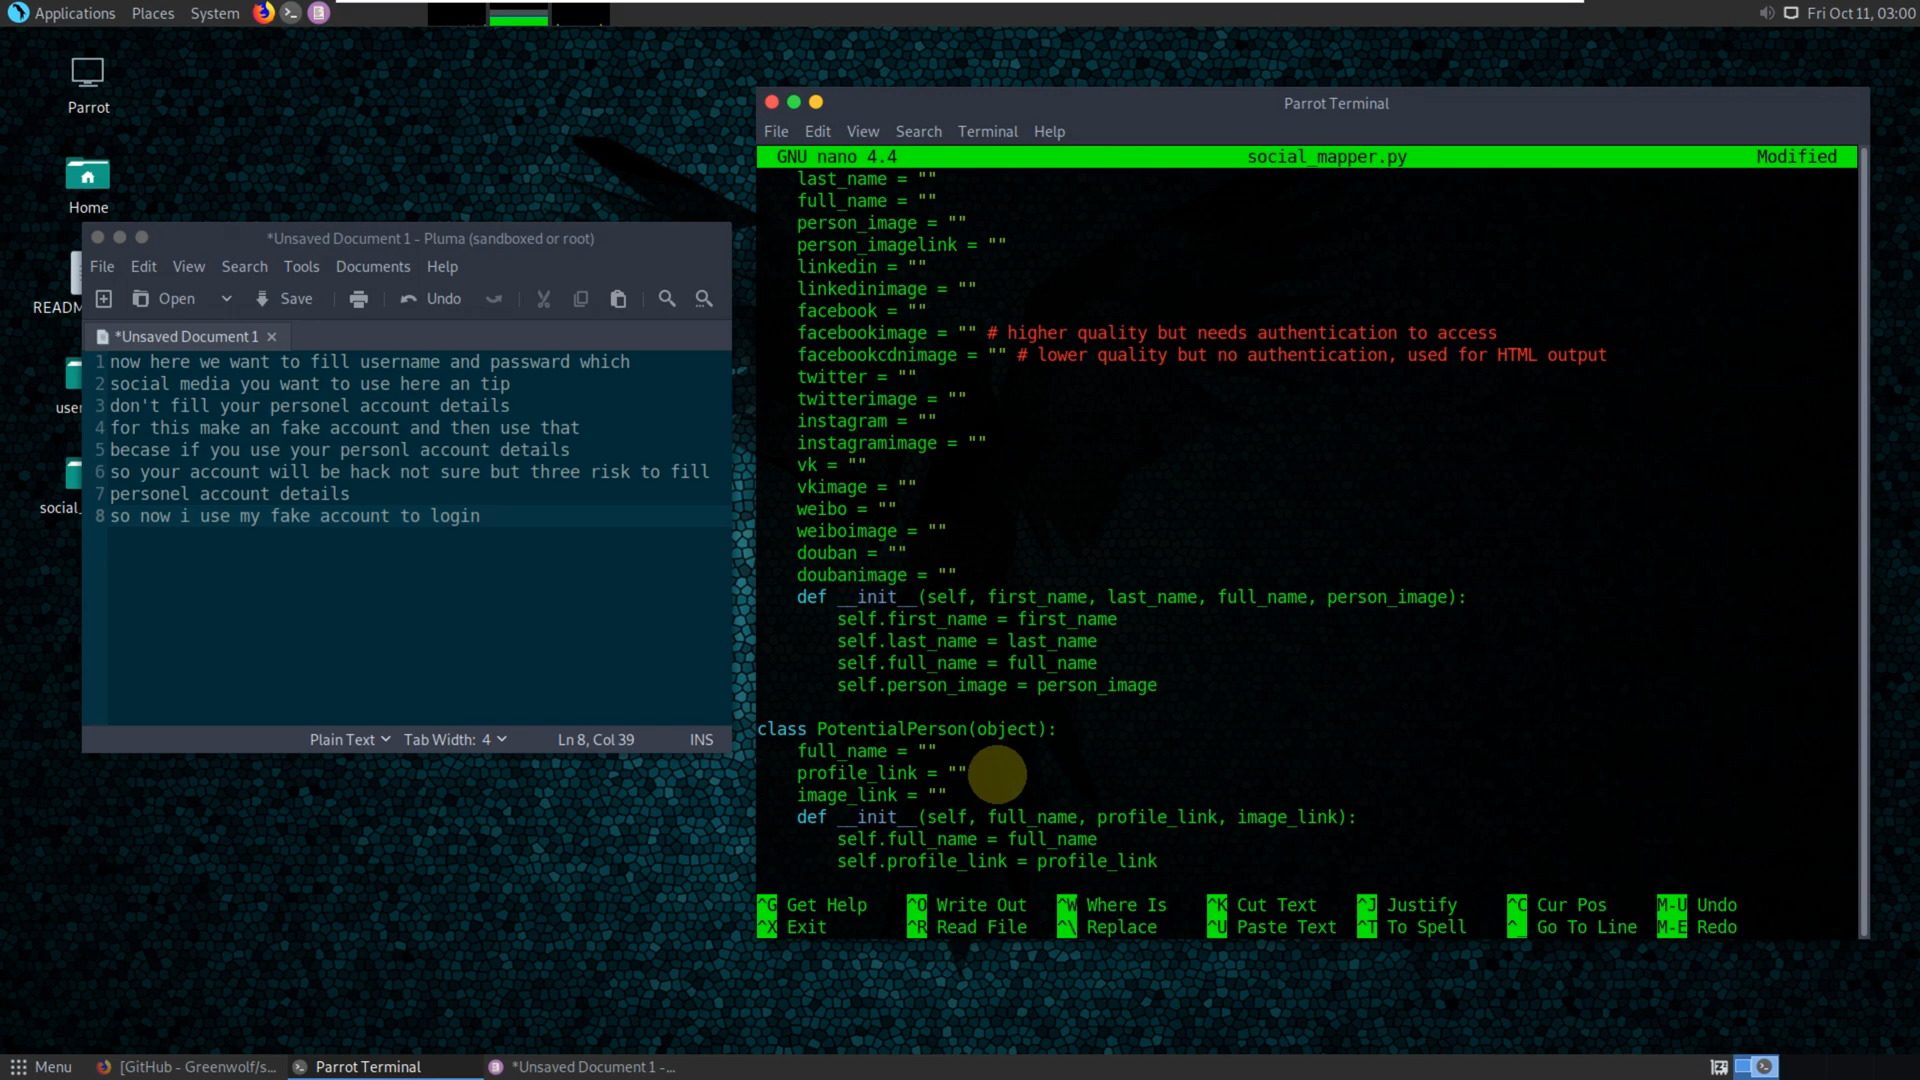 Applications Places System
Fri Oct 11, 03:00
Parrot
Home
READM
user
social_
*Unsaved Document 1 - Pluma (sandboxed or root)
File Edit View Search Tools Documents Help
Open Save Undo
*Unsaved Document 1
1 now here we want to fill username and passward which
2 social media you want to use here an tip
3 don't fill your personel account details
4 for this make an fake account and then use that
5 becase if you use your personl account details
6 so your account will be hack not sure but three risk to fill
7 personel account details
8 so now i use my fake account to login
Plain Text Tab Width: 4 Ln 8, Col 39 INS
Parrot Terminal
File Edit View Search Terminal Help
GNU nano 4.4 social_mapper.py Modified
last_name = ""
full_name = ""
person_image = ""
person_imagelink = ""
linkedin = ""
linkedinimage = ""
facebook = ""
facebookimage = "" # higher quality but needs authentication to access
facebookcdnimage = "" # lower quality but no authentication, used for HTML output
twitter = ""
twitterimage = ""
instagram = ""
instagramimage = ""
vk = ""
vkimage = ""
weibo = ""
weiboimage = ""
douban = ""
doubanimage = ""
def __init__(self, first_name, last_name, full_name, person_image):
self.first_name = first_name
self.last_name = last_name
self.full_name = full_name
self.person_image = person_image
class PotentialPerson(object):
full_name = ""
profile_link = ""
image_link = ""
def __init__(self, full_name, profile_link, image_link):
self.full_name = full_name
self.profile_link = profile_link
^G Get Help ^O Write Out ^W Where Is ^K Cut Text ^J Justify ^C Cur Pos M-U Undo
^X Exit ^R Read File ^\ Replace ^U Paste Text ^T To Spell ^_ Go To Line M-E Redo
Menu [GitHub - Greenwolf/s... Parrot Terminal *Unsaved Document 1 -...